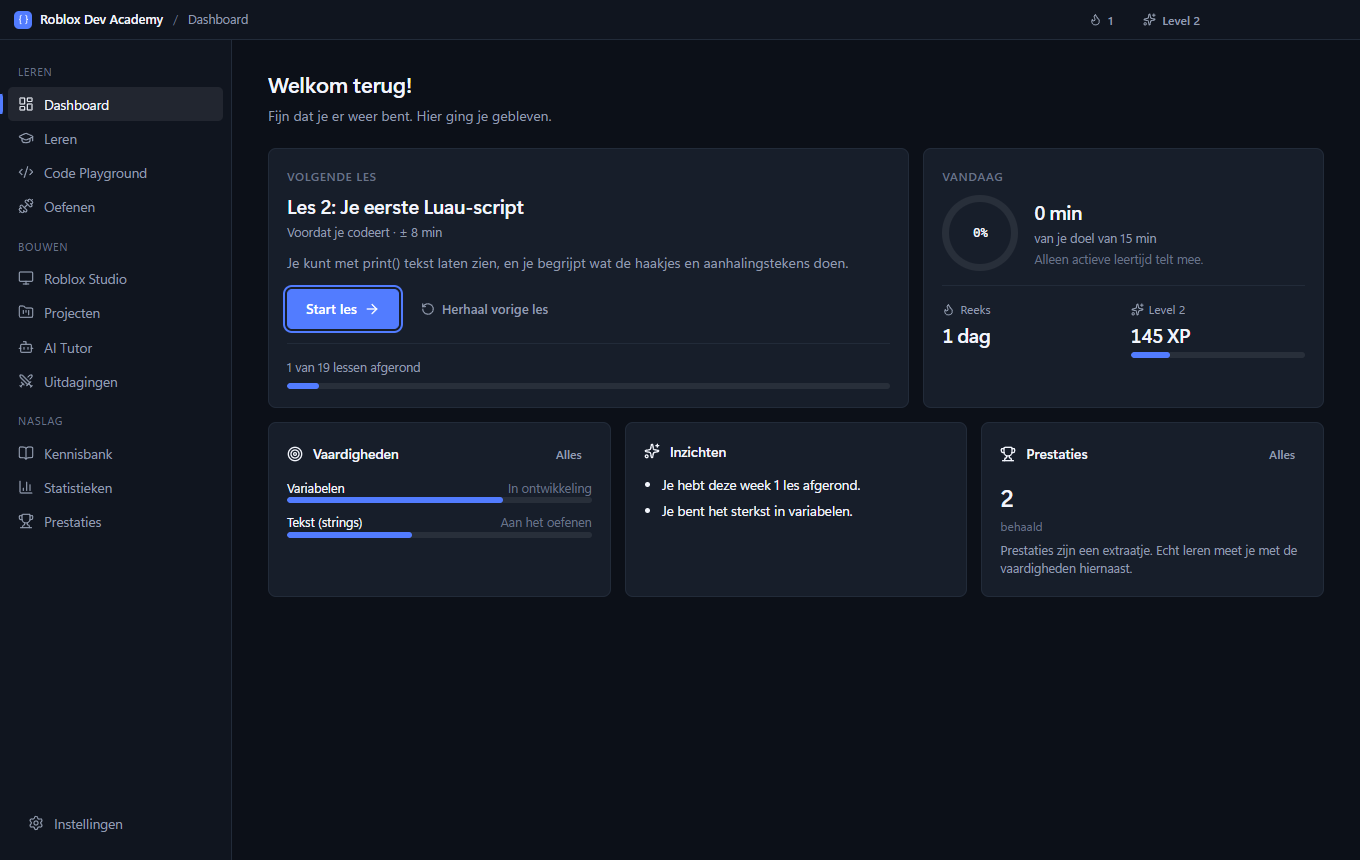 Roblox Dev Academy / Dashboard
1
Level 2
LEREN
Dashboard
Leren
Code Playground
Oefenen
BOUWEN
Roblox Studio
Projecten
AI Tutor
Uitdagingen
NASLAG
Kennisbank
Statistieken
Prestaties
Instellingen
Welkom terug!
Fijn dat je er weer bent. Hier ging je gebleven.
VOLGENDE LES
Les 2: Je eerste Luau-script
Voordat je codeert · ± 8 min
Je kunt met print() tekst laten zien, en je begrijpt wat de haakjes en aanhalingstekens doen.
Start les →
Herhaal vorige les
1 van 19 lessen afgerond
VANDAAG
0%
0 min
van je doel van 15 min
Alleen actieve leertijd telt mee.
Reeks
1 dag
Level 2
145 XP
Vaardigheden
Alles
Variabelen
In ontwikkeling
Tekst (strings)
Aan het oefenen
Inzichten
• Je hebt deze week 1 les afgerond.
• Je bent het sterkst in variabelen.
Prestaties
Alles
2
behaald
Prestaties zijn een extraatje. Echt leren meet je met de
vaardigheden hiernaast.